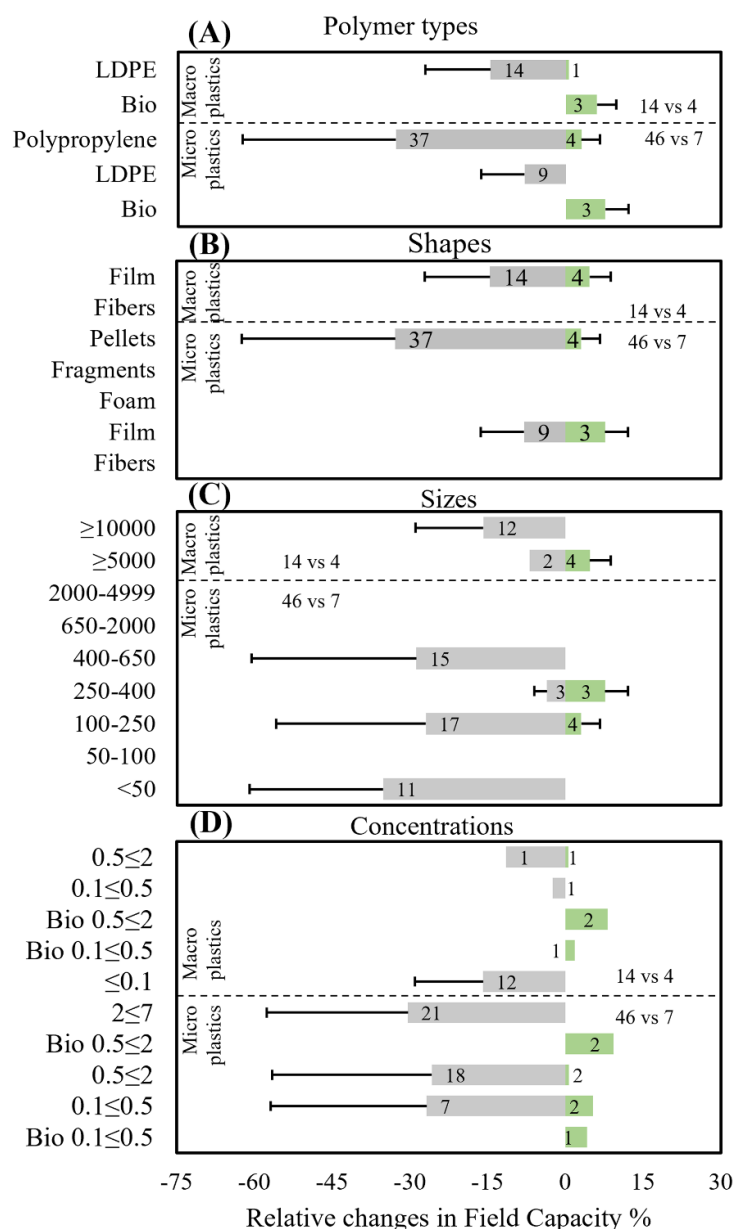 (A) Polymer types
LDPE 14 1
Bio 3 14 vs 4
Macro
plastics
Polypropylene 37 4 46 vs 7
LDPE 9
Bio 3
Micro
plastics
(B) Shapes
Film 14 4
Fibers 14 vs 4
Macro
plastics
Pellets 37 4 46 vs 7
Fragments
Foam
Film 9 3
Fibers
Micro
plastics
(C) Sizes
≥10000 12
≥5000 14 vs 4 2 4
Macro
plastics
2000-4999 46 vs 7
650-2000
400-650 15
250-400 3 3
100-250 17 4
50-100
<50 11
Micro
plastics
(D) Concentrations
0.5≤2 1 1
0.1≤0.5 1
Bio 0.5≤2 2
Bio 0.1≤0.5 1
≤0.1 12 14 vs 4
Macro
plastics
2≤7 21 46 vs 7
Bio 0.5≤2 2
0.5≤2 18 2
0.1≤0.5 7 2
Bio 0.1≤0.5 1
Micro
plastics
-75 -60 -45 -30 -15 0 15 30
Relative changes in Field Capacity %